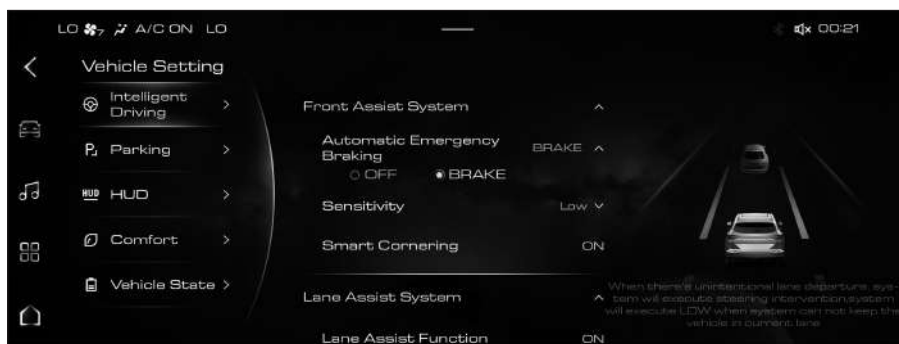 LO 7 A/C ON LO
00:21
Vehicle Setting
Intelligent
Driving
Parking
HUD HUD
Comfort
Vehicle State
Front Assist System
Automatic Emergency
Braking
BRAKE
OFF BRAKE
Sensitivity Low
Smart Cornering ON
Lane Assist System
Lane Assist Function ON
When there's unintentional lane departure, sys-
tem will execute steering intervention,system
will execute LDW when system can not keep the
vehicle in current lane